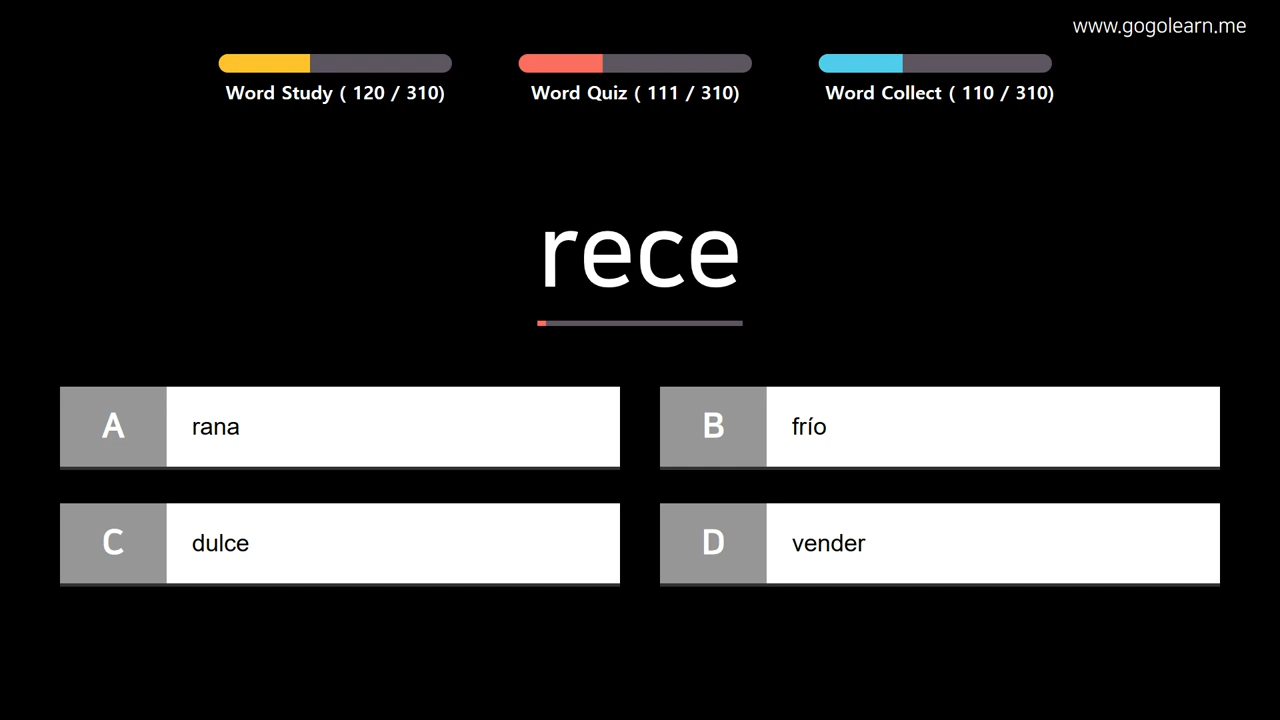 www.gogolearn.me
Word Study ( 120 / 310)
Word Quiz ( 111 / 310)
Word Collect ( 110 / 310)
rece
A rana
B frío
C dulce
D vender